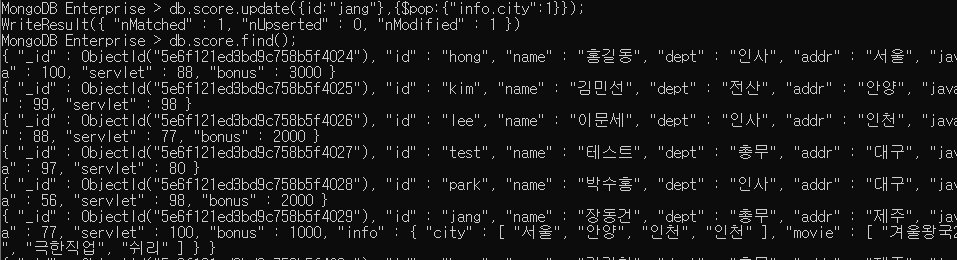 MongoDB Enterprise > db.score.update({id:"jang"},{$pop:{"info.city":1}});
WriteResult({ "nMatched" : 1, "nUpserted" : 0, "nModified" : 1 })
MongoDB Enterprise > db.score.find();
{ "_id" : ObjectId("5e6f121ed3bd9c758b5f4024"), "id" : "hong", "name" : "홍길동", "dept" : "인사", "addr" : "서울", "jav
a" : 100, "servlet" : 88, "bonus" : 3000 }
{ "_id" : ObjectId("5e6f121ed3bd9c758b5f4025"), "id" : "kim", "name" : "김민선", "dept" : "전산", "addr" : "안양", "java
" : 99, "servlet" : 98 }
{ "_id" : ObjectId("5e6f121ed3bd9c758b5f4026"), "id" : "lee", "name" : "이문세", "dept" : "인사", "addr" : "인천", "java
" : 88, "servlet" : 77, "bonus" : 2000 }
{ "_id" : ObjectId("5e6f121ed3bd9c758b5f4027"), "id" : "test", "name" : "테스트", "dept" : "총무", "addr" : "대구", "jav
a" : 97, "servlet" : 80 }
{ "_id" : ObjectId("5e6f121ed3bd9c758b5f4028"), "id" : "park", "name" : "박수홍", "dept" : "인사", "addr" : "대구", "jav
a" : 56, "servlet" : 98, "bonus" : 2000 }
{ "_id" : ObjectId("5e6f121ed3bd9c758b5f4029"), "id" : "jang", "name" : "장동건", "dept" : "총무", "addr" : "제주", "jav
a" : 77, "servlet" : 100, "bonus" : 1000, "info" : { "city" : [ "서울", "안양", "인천", "인천" ], "movie" : [ "겨울왕국2
", "극한직업", "쉬리" ] } }